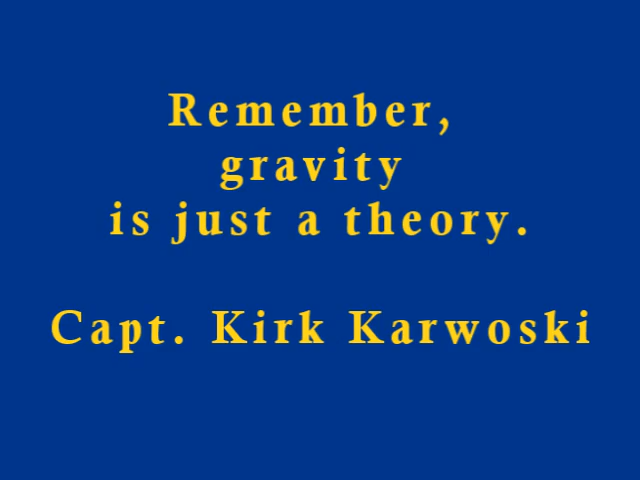 Remember,
gravity
is just a theory.
Capt. Kirk Karwoski